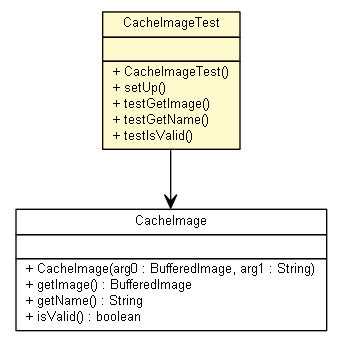 CacheImageTest
+ CacheImageTest()
+ setUp()
+ testGetImage()
+ testGetName()
+ testIsValid()
CacheImage
+ CacheImage(arg0 : BufferedImage, arg1 : String)
+ getImage() : BufferedImage
+ getName() : String
+ isValid() : boolean